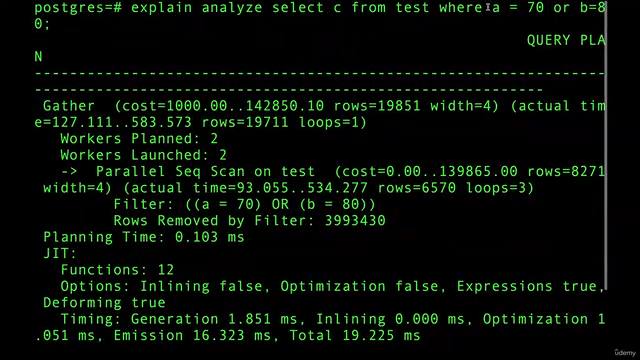 postgres=# explain analyze select c from test where a = 70 or b=8
0;
QUERY PLA
N
-----------------------------------------------------------------
----------------------------------------------------------
Gather  (cost=1000.00..142850.10 rows=19851 width=4) (actual tim
e=127.111..583.573 rows=19711 loops=1)
Workers Planned: 2
Workers Launched: 2
->  Parallel Seq Scan on test  (cost=0.00..139865.00 rows=8271
width=4) (actual time=93.055..534.277 rows=6570 loops=3)
Filter: ((a = 70) OR (b = 80))
Rows Removed by Filter: 3993430
Planning Time: 0.103 ms
JIT:
Functions: 12
Options: Inlining false, Optimization false, Expressions true,
Deforming true
Timing: Generation 1.851 ms, Inlining 0.000 ms, Optimization 1
.051 ms, Emission 16.323 ms, Total 19.225 ms
udemy